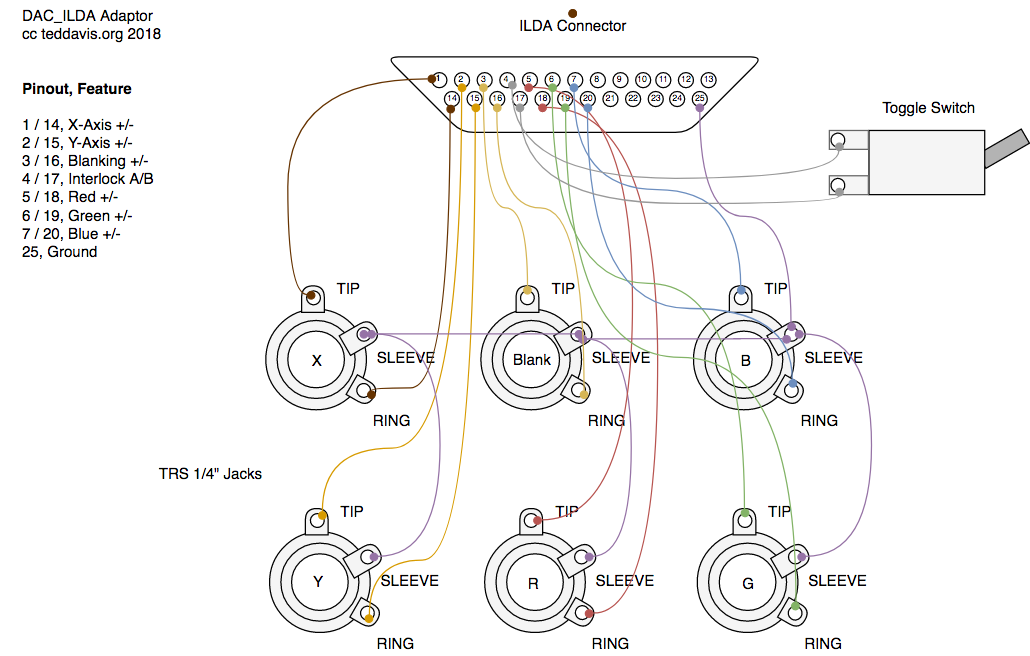 DAC_ILDA Adaptor
cc teddavis.org 2018
ILDA Connector
Pinout, Feature
1 / 14, X-Axis +/-
2 / 15, Y-Axis +/-
3 / 16, Blanking +/-
4 / 17, Interlock A/B
5 / 18, Red +/-
6 / 19, Green +/-
7 / 20, Blue +/-
25, Ground
1 2 3 4 5 6 7 8 9 10 11 12 13
14 15 16 17 18 19 20 21 22 23 24 25
Toggle Switch
TIP TIP TIP
X SLEEVE Blank SLEEVE B SLEEVE
RING RING RING
TRS 1/4" Jacks
TIP TIP TIP
Y SLEEVE R SLEEVE G SLEEVE
RING RING RING